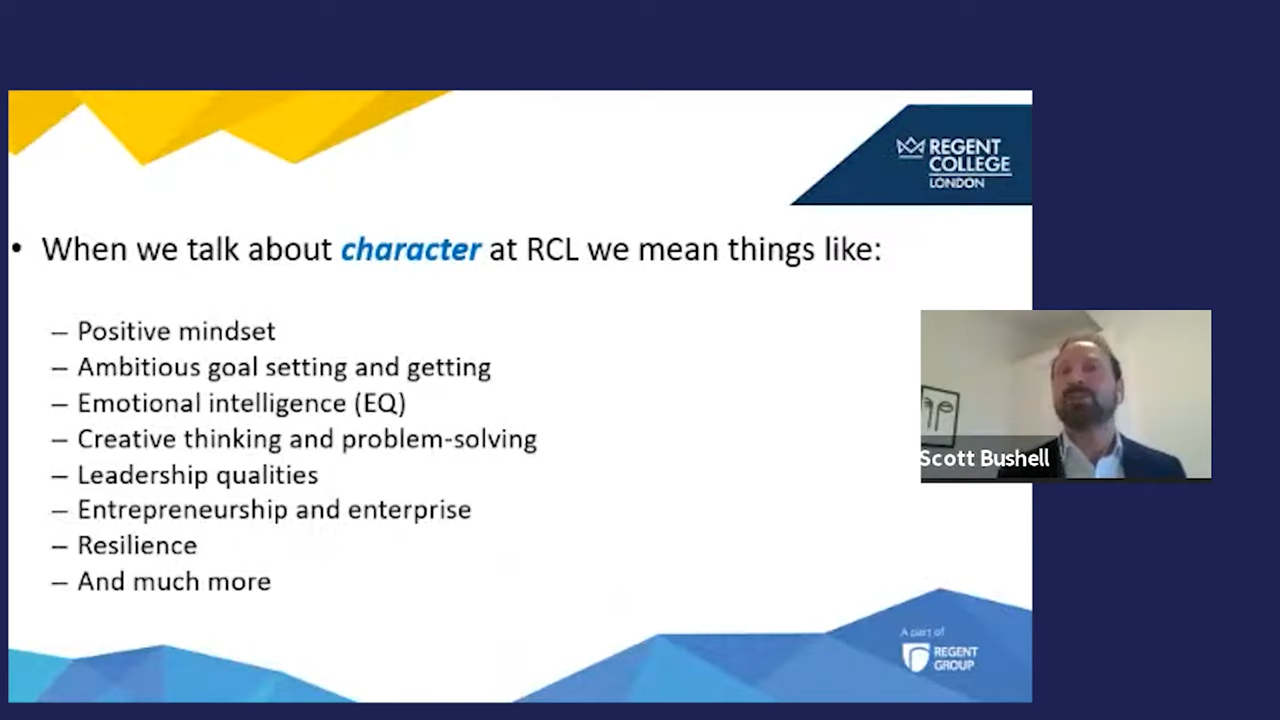 REGENT
COLLEGE
LONDON
• When we talk about character at RCL we mean things like:
– Positive mindset
– Ambitious goal setting and getting
– Emotional intelligence (EQ)
– Creative thinking and problem-solving
– Leadership qualities
– Entrepreneurship and enterprise
– Resilience
– And much more
Scott Bushell
A part of
REGENT
GROUP